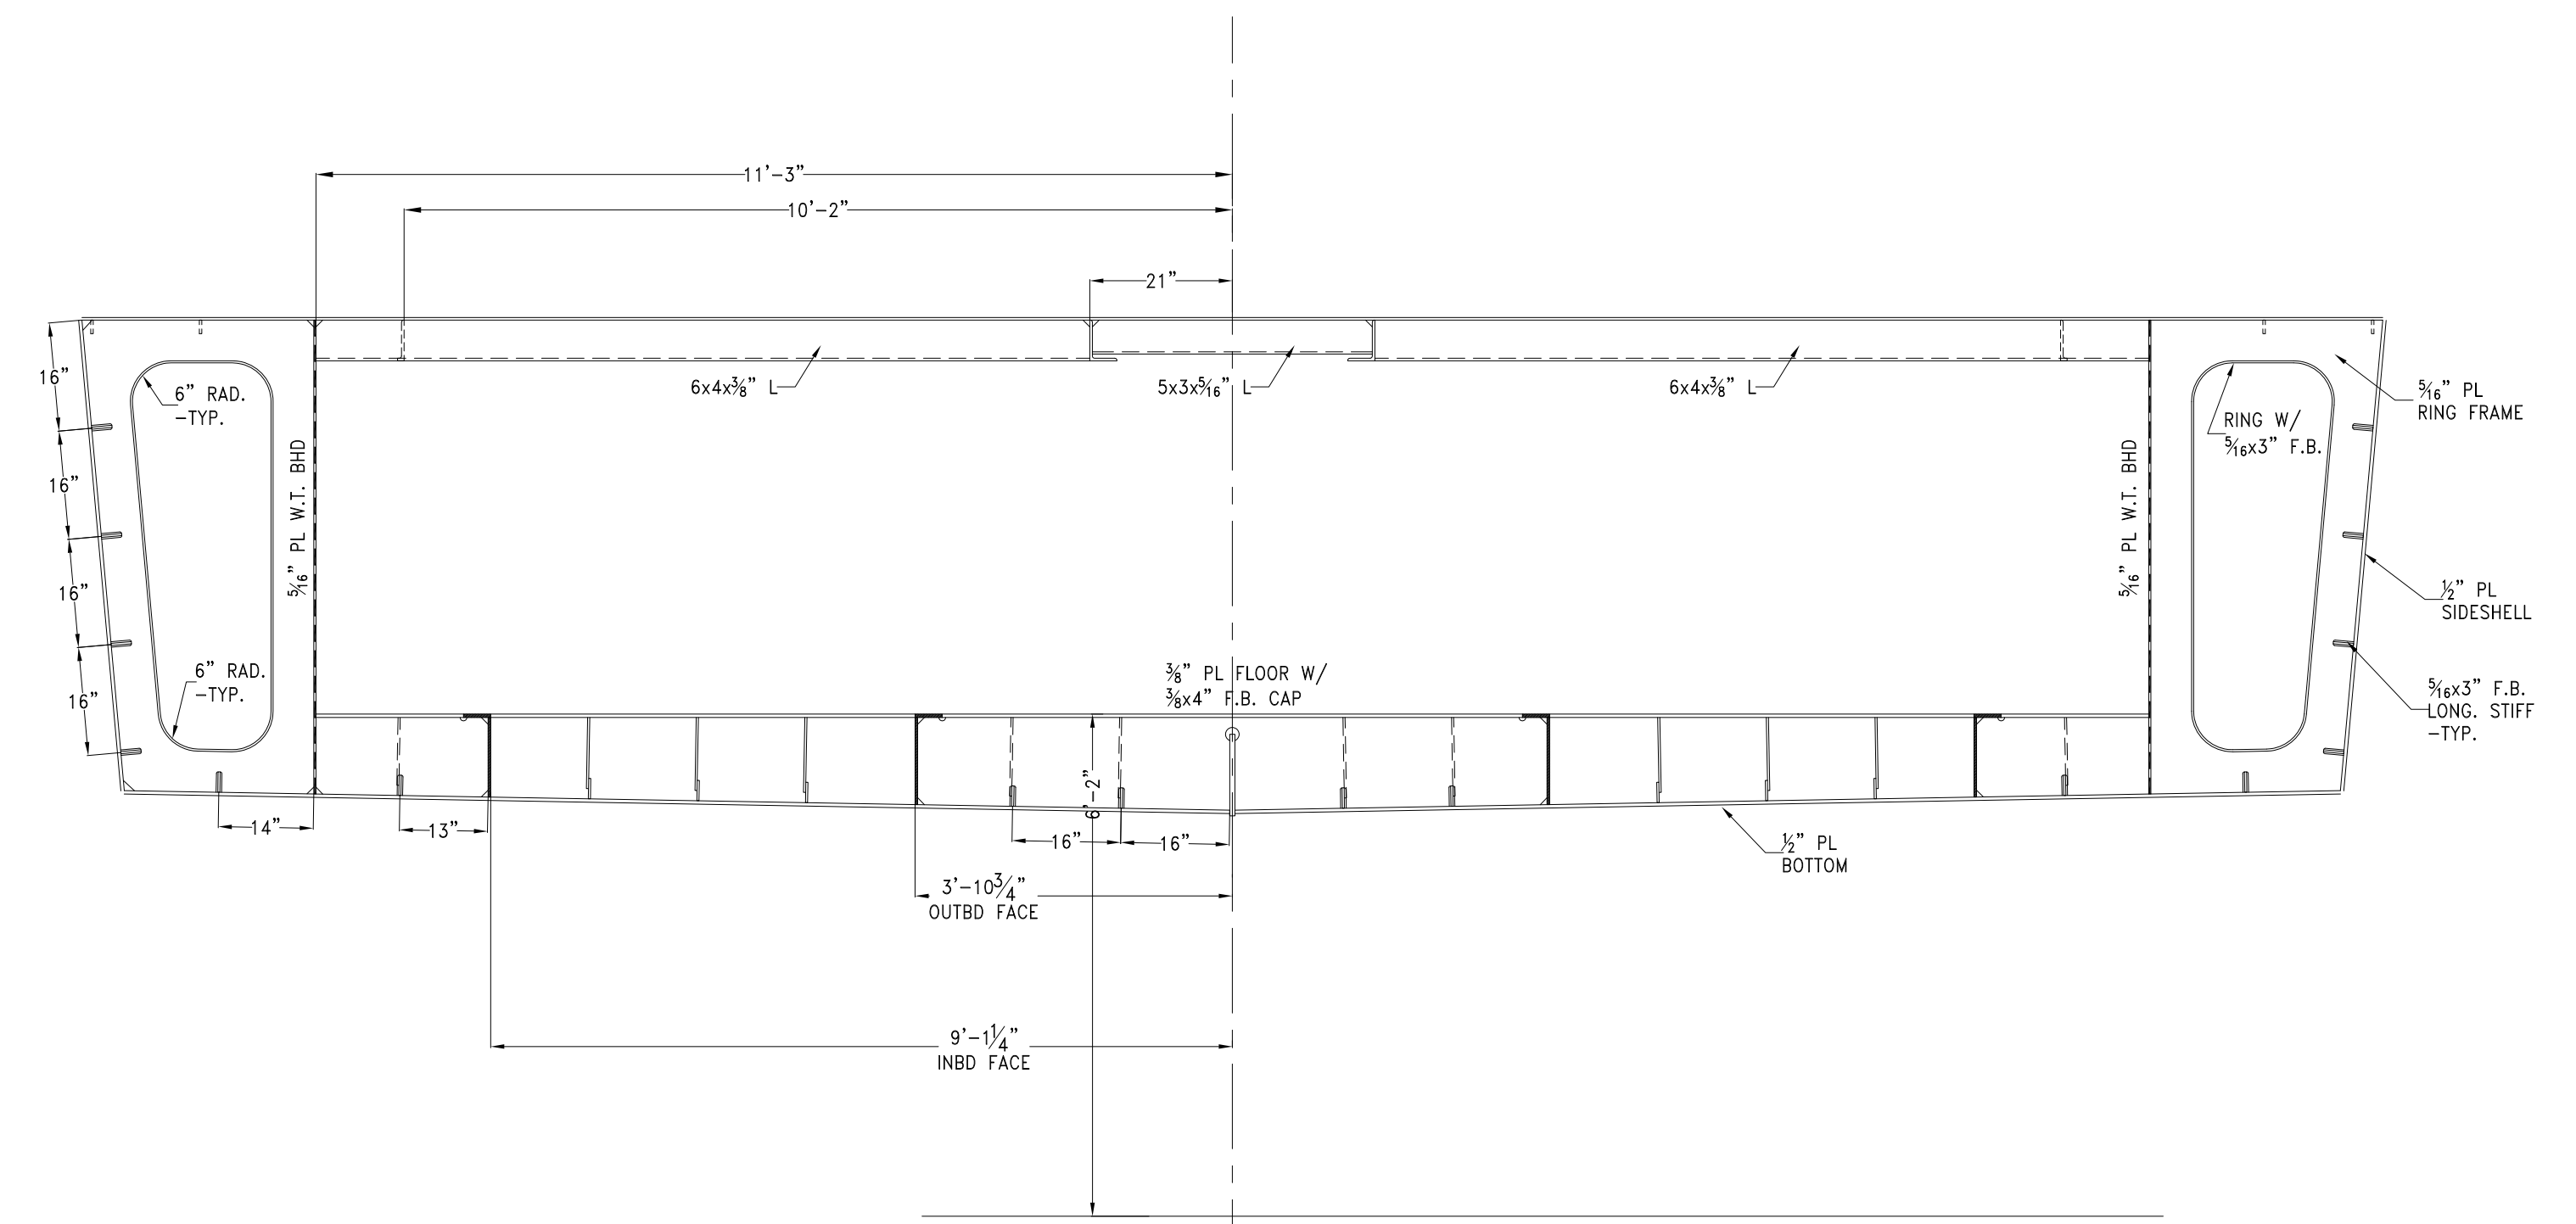 11'-3"
10'-2"
21"
16"
16"
16"
16"
6" RAD.
-TYP.
6" RAD.
-TYP.
5/16" PL W.T. BHD
6x4x3/8" L
5x3x5/16" L
6x4x3/8" L
5/16" PL W.T. BHD
RING W/
5/16x3" F.B.
5/16" PL
RING FRAME
1/2" PL
SIDESHELL
5/16x3" F.B.
LONG. STIFF
-TYP.
3/8" PL FLOOR W/
3/8x4" F.B. CAP
14"
13"
6'-2"
16"
16"
1/2" PL
BOTTOM
3'-10 3/4"
OUTBD FACE
9'-1 1/4"
INBD FACE